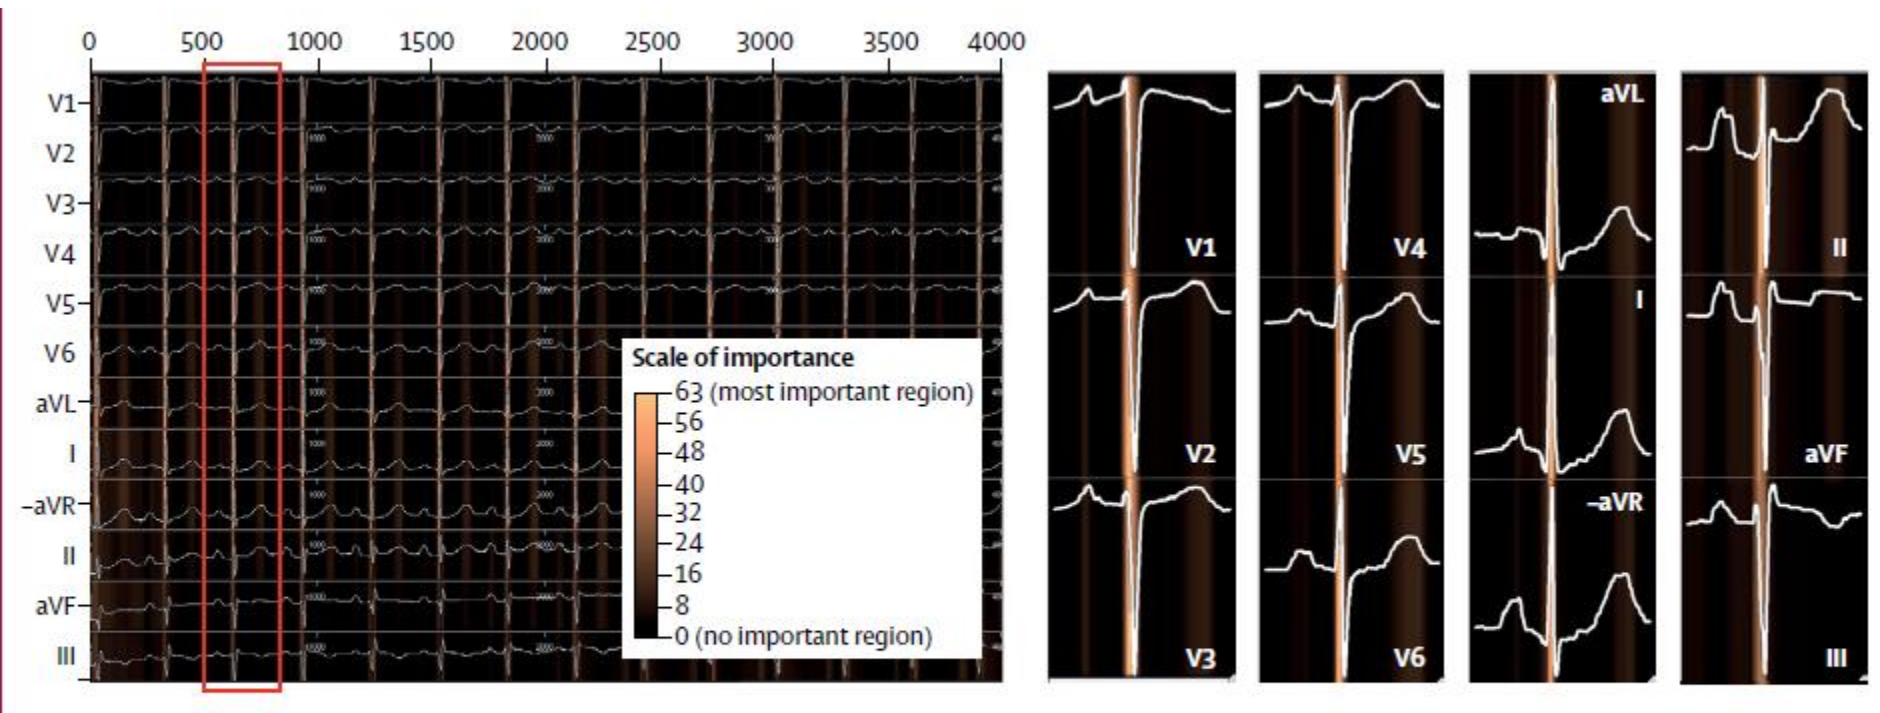 0 500 1000 1500 2000 2500 3000 3500 4000
V1
V2
V3
V4
V5
V6
aVL
I
–aVR
II
aVF
III
Scale of importance
63 (most important region)
56
48
40
32
24
16
8
0 (no important region)
V1
V2
V3
V4
V5
V6
aVL
I
–aVR
II
aVF
III